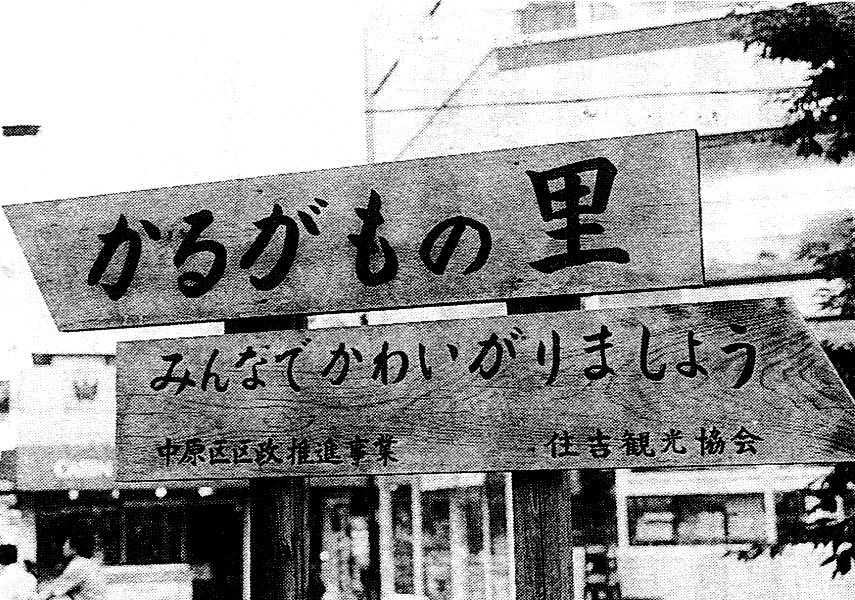 かるがもの里
みんなでかわいがりましょう
中原区区政推進事業 住吉観光協会